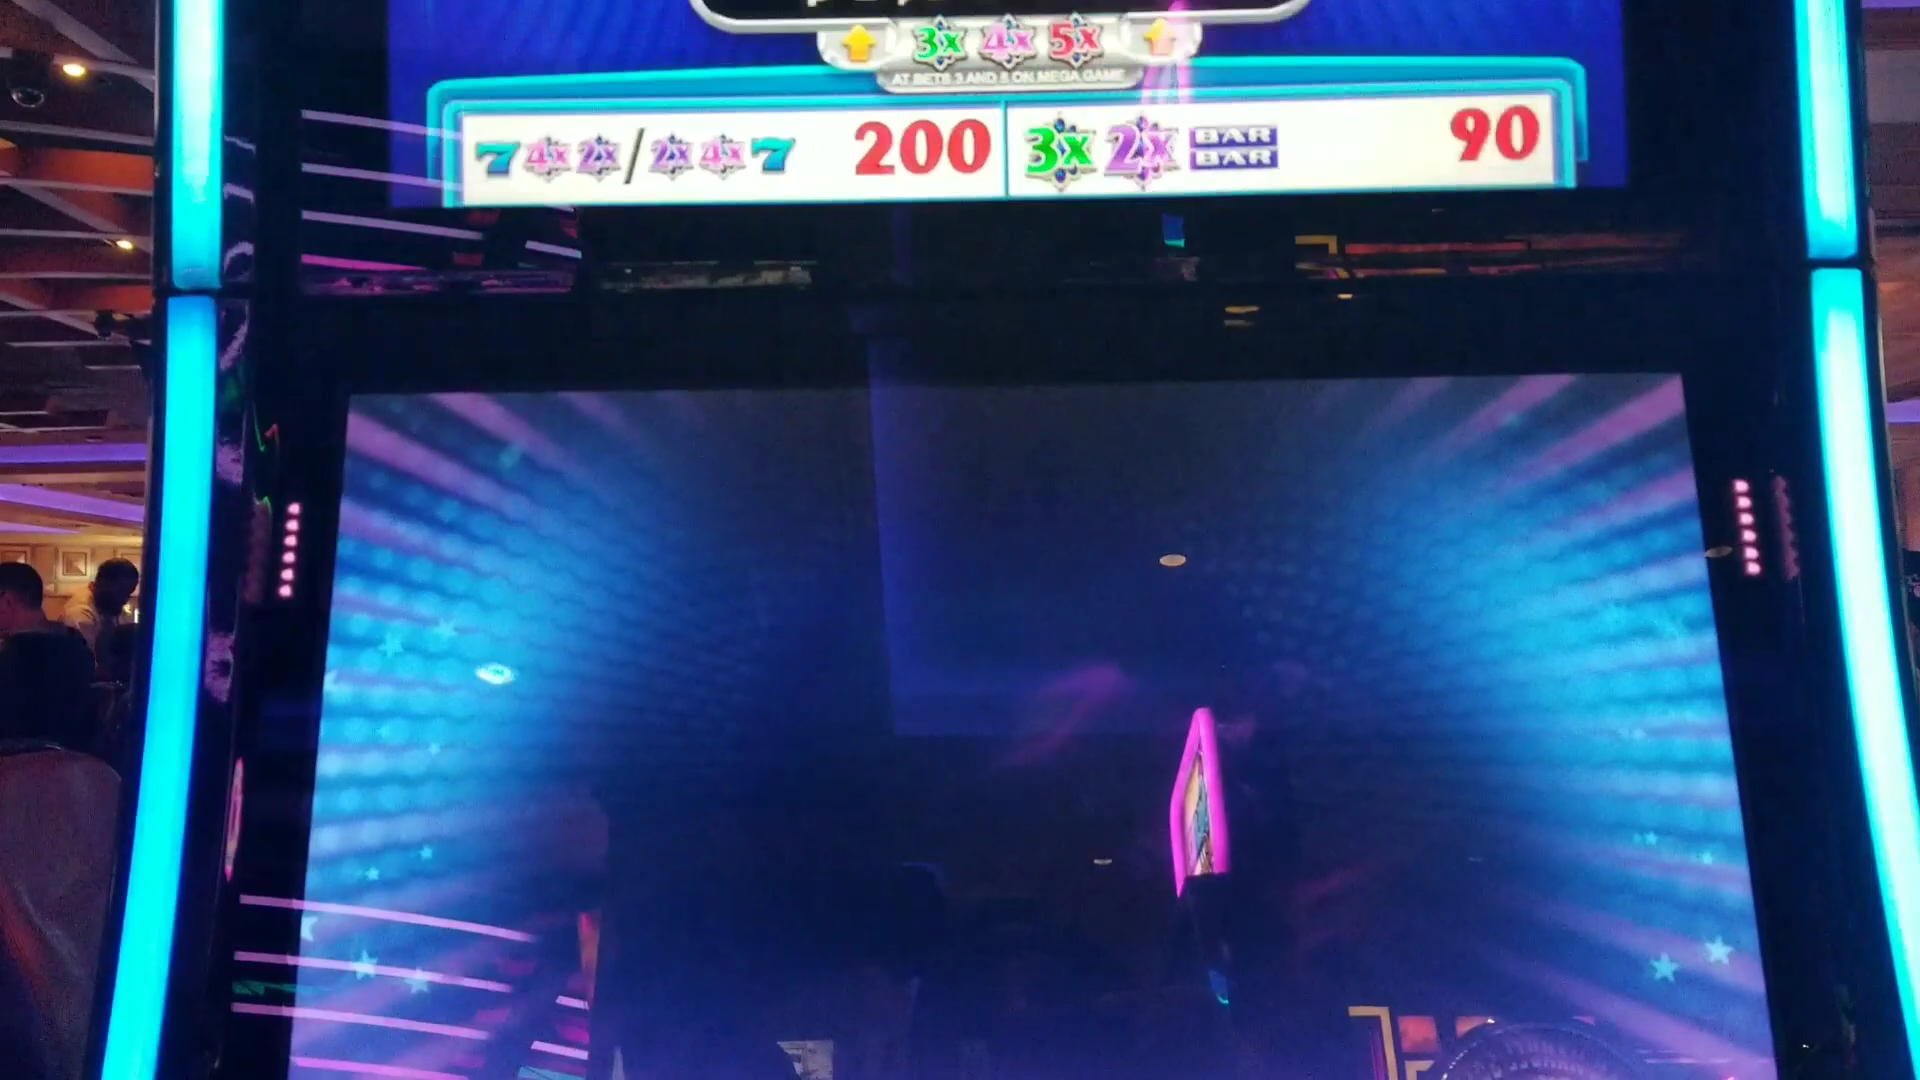 3x 4x 5x
AT BETS 3 AND 5 ON MEGA GAME
7 4x 2x / 2x 4x 7 200
3x 2x BAR BAR 90